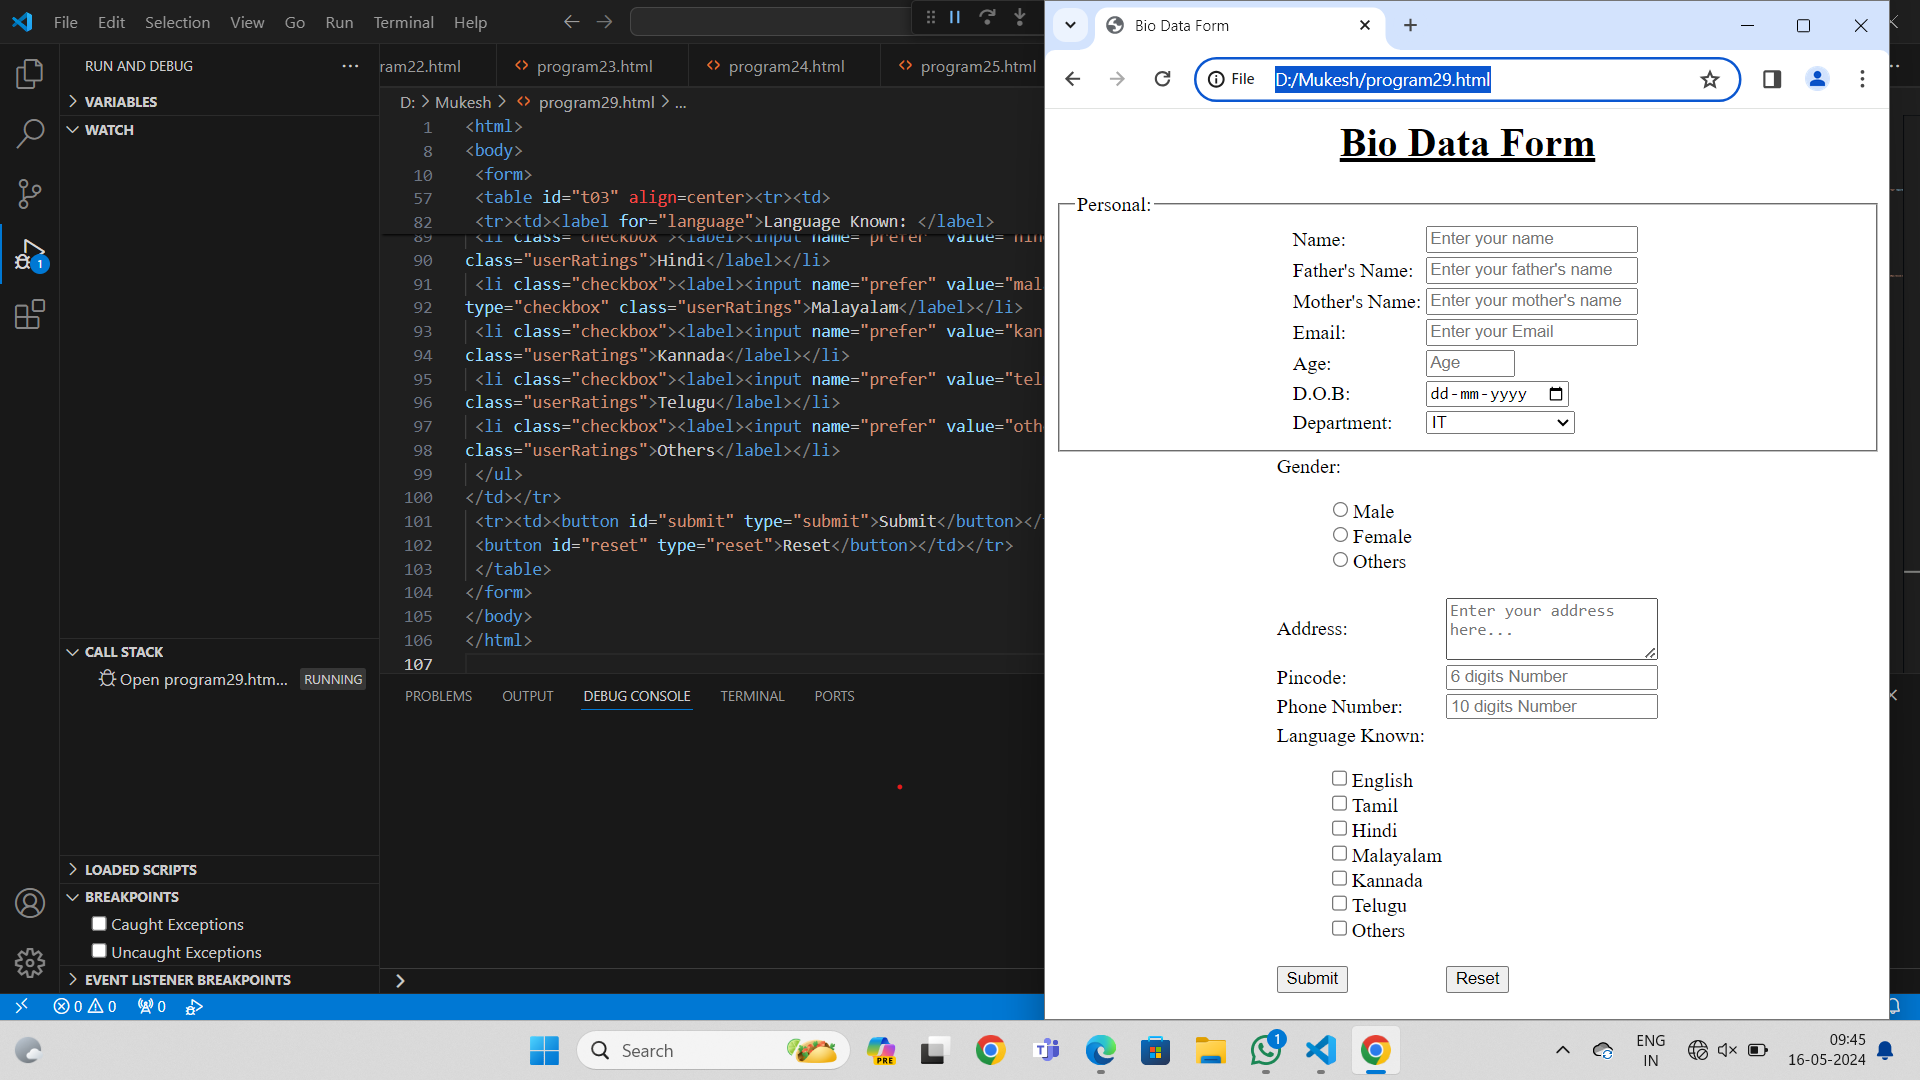 File Edit Selection View Go Run Terminal Help
RUN AND DEBUG ...
VARIABLES
WATCH
1
CALL STACK
Open program29.htm... RUNNING
LOADED SCRIPTS
BREAKPOINTS
Caught Exceptions
Uncaught Exceptions
EVENT LISTENER BREAKPOINTS
ram22.html program23.html program24.html program25.html
D: > Mukesh > program29.html > ...
1 <html>
8 <body>
10 <form>
57 <table id="t03" align=center><tr><td>
82 <tr><td><label for="language">Language Known: </label>
90 class="userRatings">Hindi</label></li>
91 <li class="checkbox"><label><input name="prefer" value="mal
92 type="checkbox" class="userRatings">Malayalam</label></li>
93 <li class="checkbox"><label><input name="prefer" value="kan
94 class="userRatings">Kannada</label></li>
95 <li class="checkbox"><label><input name="prefer" value="tel
96 class="userRatings">Telugu</label></li>
97 <li class="checkbox"><label><input name="prefer" value="oth
98 class="userRatings">Others</label></li>
99 </ul>
100 </td></tr>
101 <tr><td><button id="submit" type="submit">Submit</button></
102 <button id="reset" type="reset">Reset</button></td></tr>
103 </table>
104 </form>
105 </body>
106 </html>
107
PROBLEMS OUTPUT DEBUG CONSOLE TERMINAL PORTS
0 0 0
Bio Data Form
File D:/Mukesh/program29.html
Bio Data Form
Personal:
Name: Enter your name
Father's Name: Enter your father's name
Mother's Name: Enter your mother's name
Email: Enter your Email
Age: Age
D.O.B: dd-mm-yyyy
Department: IT
Gender:
Male
Female
Others
Address: Enter your address
here...
Pincode: 6 digits Number
Phone Number: 10 digits Number
Language Known:
English
Tamil
Hindi
Malayalam
Kannada
Telugu
Others
Submit Reset
Search PRE 1
ENG
IN
09:45
16-05-2024